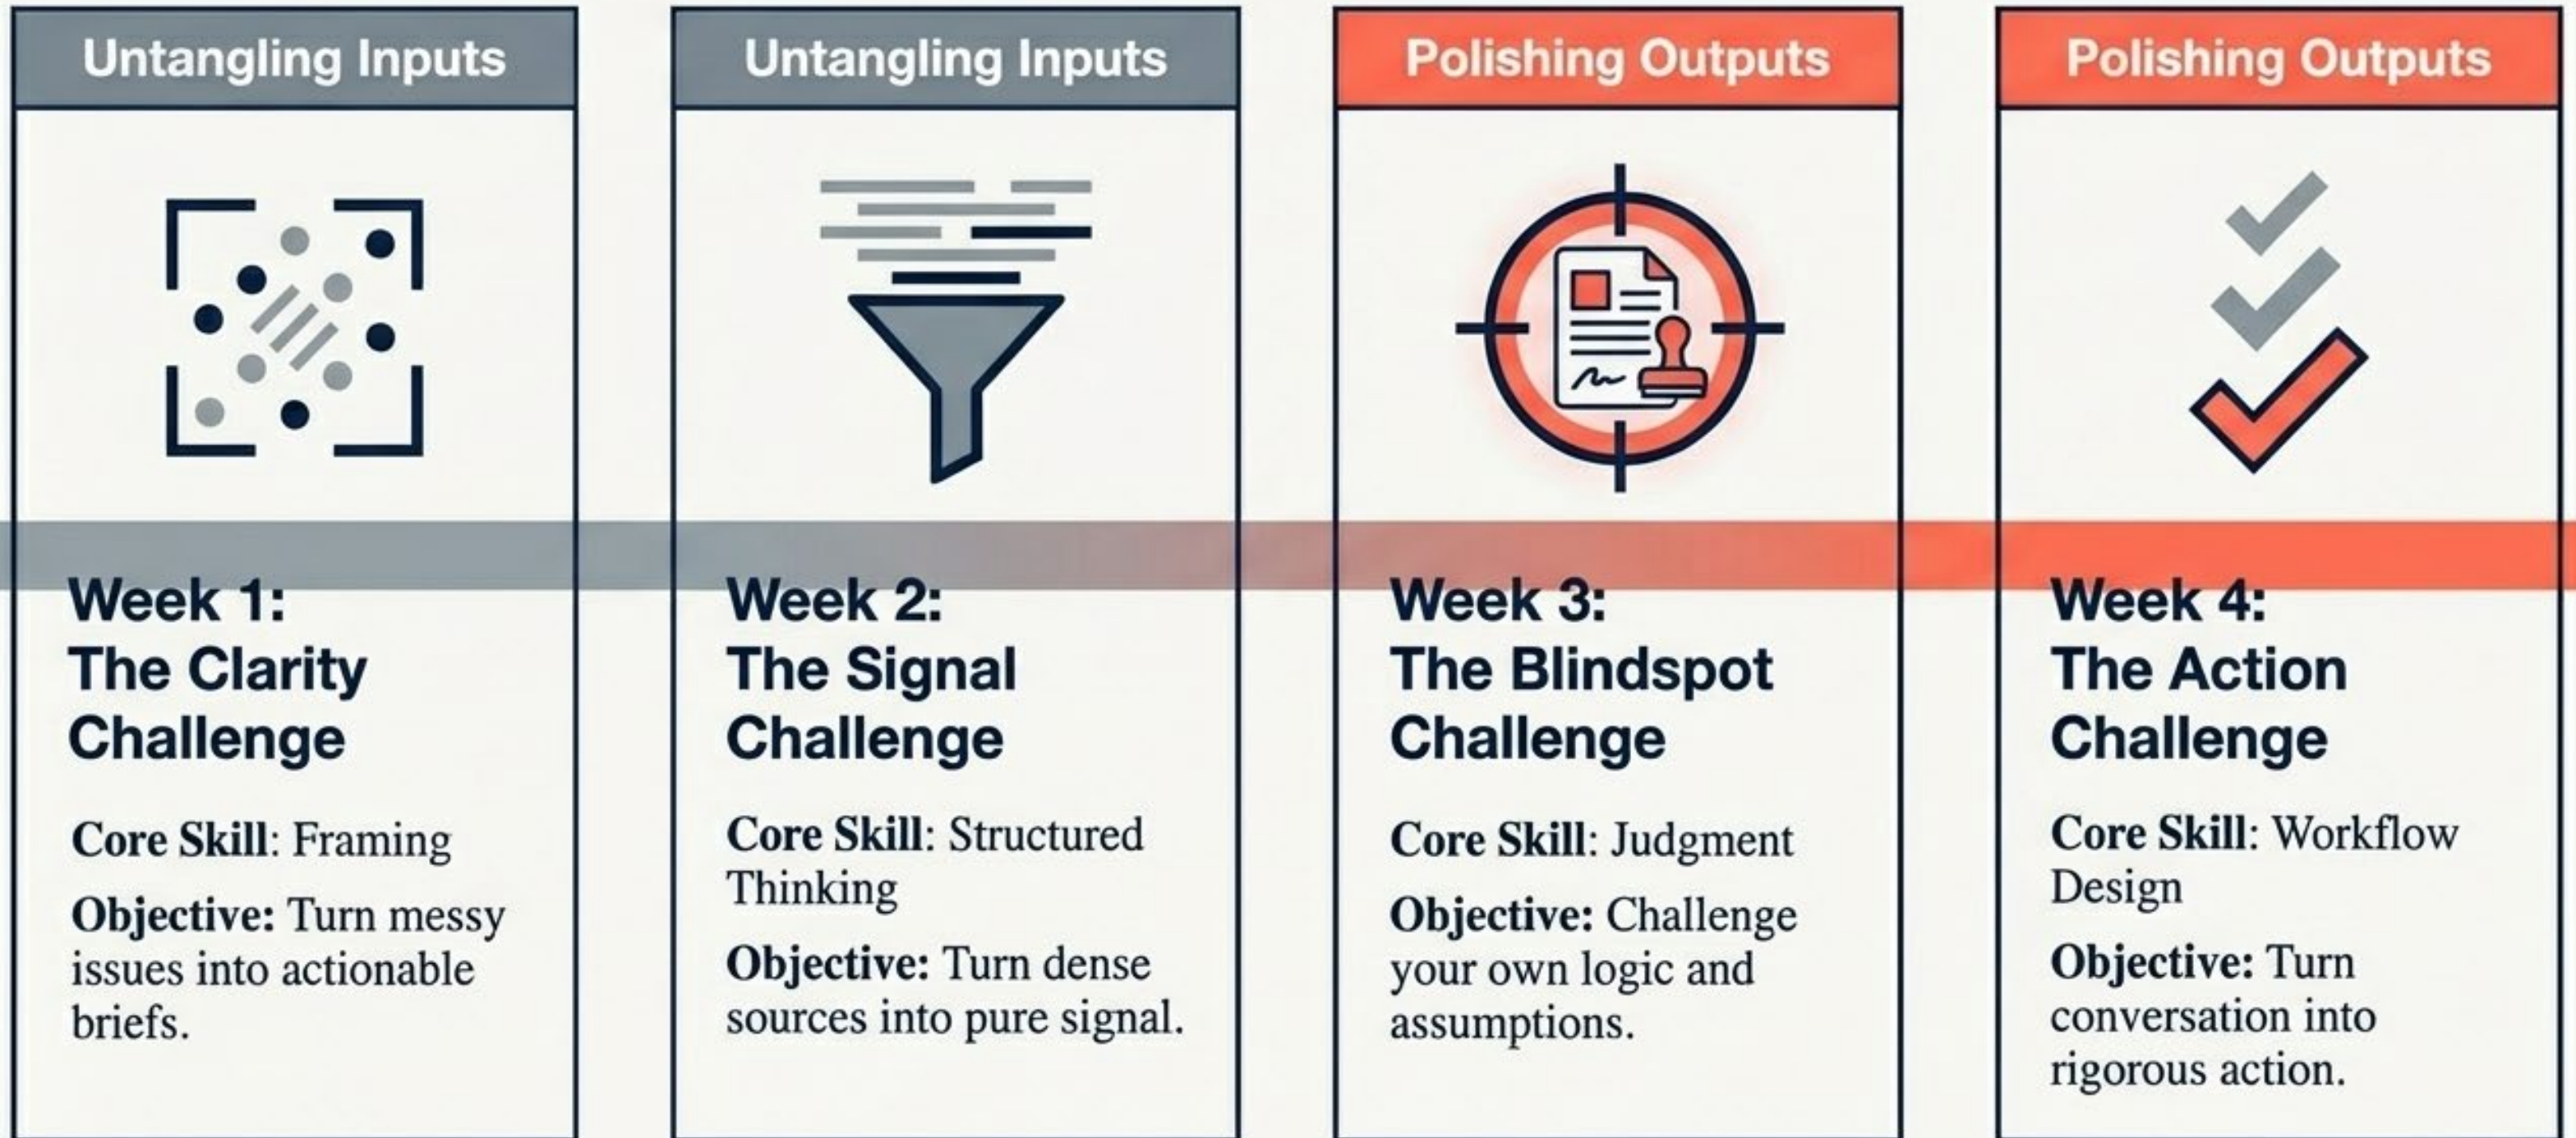 Untangling Inputs
Week 1:
The Clarity
Challenge
Core Skill: Framing
Objective: Turn messy
issues into actionable
briefs.
Untangling Inputs
Week 2:
The Signal
Challenge
Core Skill: Structured
Thinking
Objective: Turn dense
sources into pure signal.
Polishing Outputs
Week 3:
The Blindspot
Challenge
Core Skill: Judgment
Objective: Challenge
your own logic and
assumptions.
Polishing Outputs
Week 4:
The Action
Challenge
Core Skill: Workflow
Design
Objective: Turn
conversation into
rigorous action.